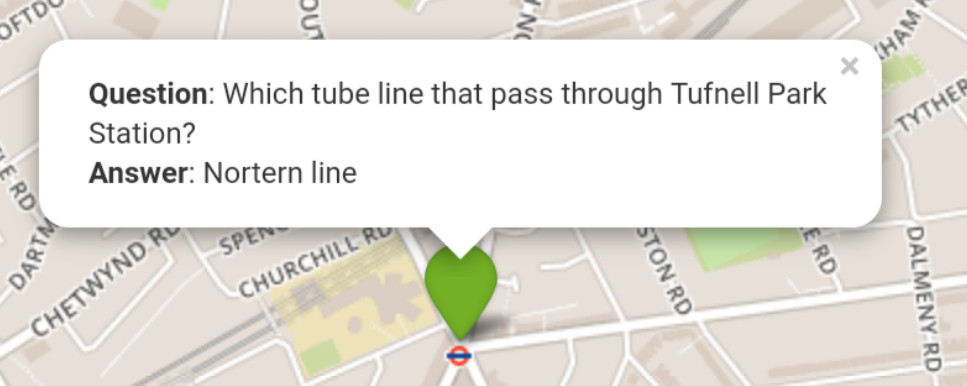 Question: Which tube line that pass through Tufnell Park
Station?
Answer: Nortern line
×
CHETWYND RD
CHURCHILL RD
DALMENY RD